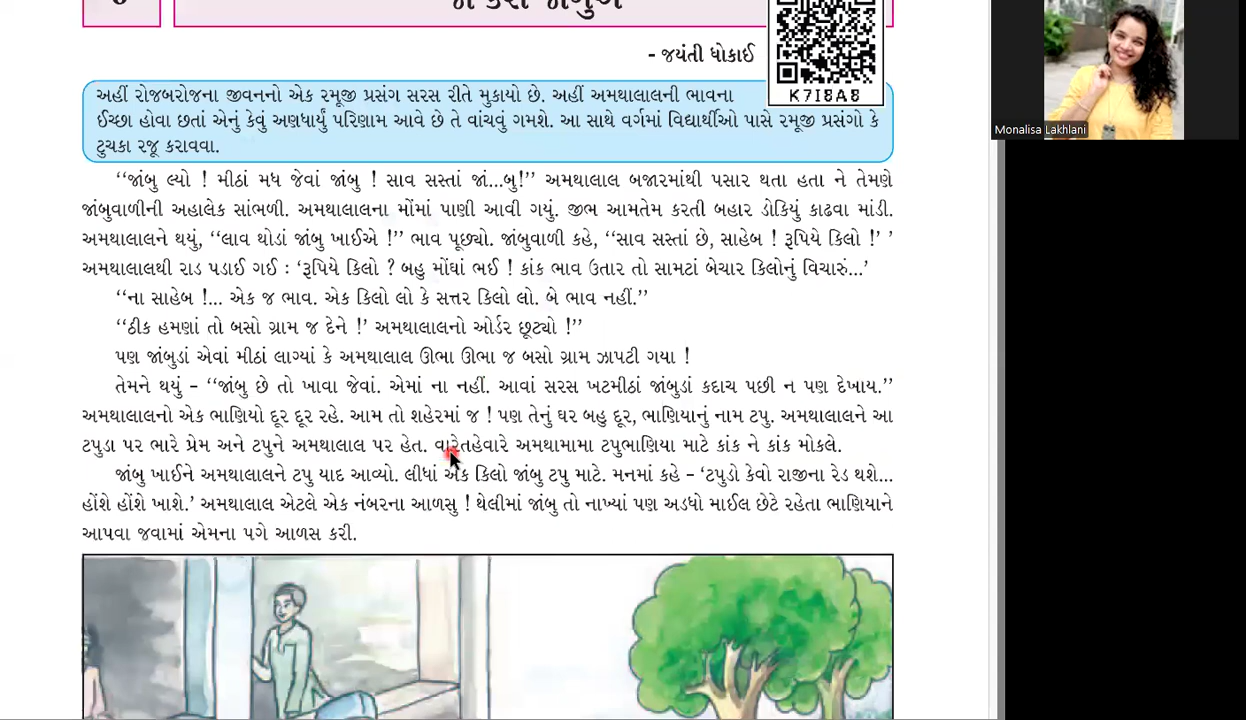 - જયંતી ધોકાઈ
K7I8A8
Monalisa Lakhlani
અહીં રોજબરોજના જીવનનો એક રમૂજી પ્રસંગ સરસ રીતે મુકાયો છે. અહીં અમથાલાલની ભાવના
ઈચ્છા હોવા છતાં એનું કેવું અણધાર્યું પરિણામ આવે છે તે વાંચવું ગમશે. આ સાથે વર્ગમાં વિદ્યાર્થીઓ પાસે રમૂજી પ્રસંગો કે
ટુચકા રજૂ કરાવવા.
‘‘જાંબુ લ્યો ! મીઠાં મધ જેવાં જાંબુ ! સાવ સસ્તાં જાં...બુ!’’ અમથાલાલ બજારમાંથી પસાર થતા હતા ને તેમણે
જાંબુવાળીની અહાલેક સાંભળી. અમથાલાલના મોંમાં પાણી આવી ગયું. જીભ આમતેમ કરતી બહાર ડોકિયું કાઢવા માંડી.
અમથાલાલને થયું, ‘‘લાવ થોડાં જાંબુ ખાઈએ !’’ ભાવ પૂછ્યો. જાંબુવાળી કહે, ‘‘સાવ સસ્તાં છે, સાહેબ ! રૂપિયે કિલો !’ ’
અમથાલાલથી રાડ પડાઈ ગઈ : ‘રૂપિયે કિલો ? બહુ મોંઘાં ભઈ ! કાંક ભાવ ઉતાર તો સામટાં બેચાર કિલોનું વિચારું...’
‘‘ના સાહેબ !... એક જ ભાવ. એક કિલો લો કે સત્તર કિલો લો. બે ભાવ નહીં.’’
‘‘ઠીક હમણાં તો બસો ગ્રામ જ દેને !’ અમથાલાલનો ઓર્ડર છૂટ્યો !’’
પણ જાંબુડાં એવાં મીઠાં લાગ્યાં કે અમથાલાલ ઊભા ઊભા જ બસો ગ્રામ ઝાપટી ગયા !
તેમને થયું - ‘‘જાંબુ છે તો ખાવા જેવાં. એમાં ના નહીં. આવાં સરસ ખટમીઠાં જાંબુડાં કદાચ પછી ન પણ દેખાય.’’
અમથાલાલનો એક ભાણિયો દૂર દૂર રહે. આમ તો શહેરમાં જ ! પણ તેનું ઘર બહુ દૂર, ભાણિયાનું નામ ટપુ. અમથાલાલને આ
ટપુડા પર ભારે પ્રેમ અને ટપુને અમથાલાલ પર હેત. વારેતહેવારે અમથામામા ટપુભાણિયા માટે કાંક ને કાંક મોકલે.
જાંબુ ખાઈને અમથાલાલને ટપુ યાદ આવ્યો. લીધાં એક કિલો જાંબુ ટપુ માટે. મનમાં કહે - ‘ટપુડો કેવો રાજીના રેડ થશે...
હોંશે હોંશે ખાશે.’ અમથાલાલ એટલે એક નંબરના આળસુ ! થેલીમાં જાંબુ તો નાખ્યાં પણ અડધો માઈલ છેટે રહેતા ભાણિયાને
આપવા જવામાં એમના પગે આળસ કરી.